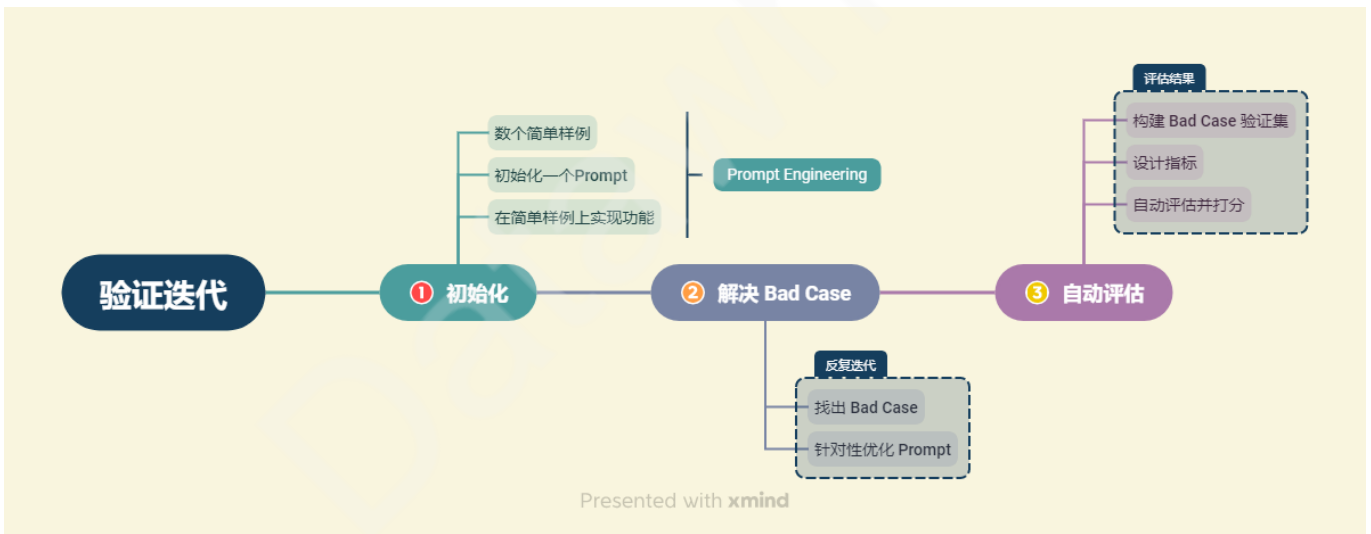 评估结果
构建 Bad Case 验证集
设计指标
自动评估并打分
数个简单样例
初始化一个Prompt
在简单样例上实现功能
Prompt Engineering
验证迭代
1 初始化
2 解决 Bad Case
3 自动评估
反复迭代
找出 Bad Case
针对性优化 Prompt
Presented with xmind